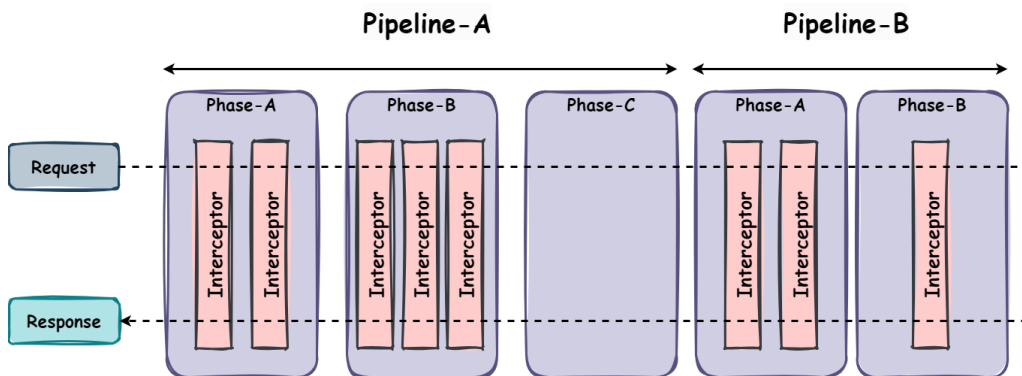 Pipeline-A
Pipeline-B
Phase-A
Phase-B
Phase-C
Phase-A
Phase-B
Request
Interceptor
Interceptor
Interceptor
Interceptor
Interceptor
Interceptor
Interceptor
Interceptor
Response